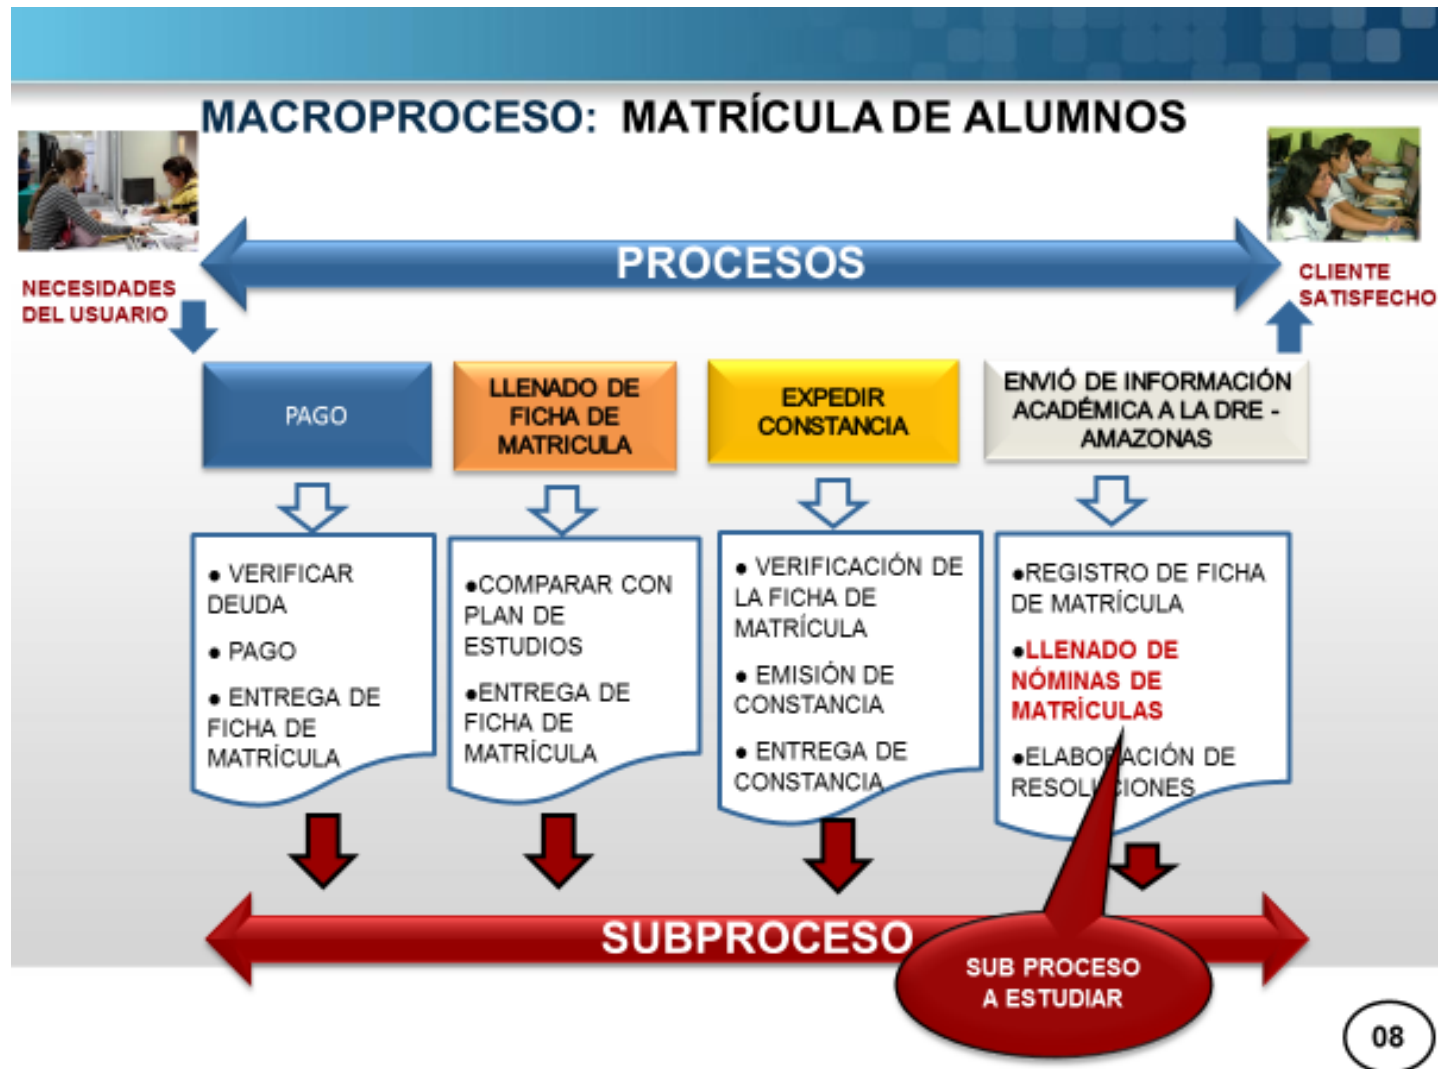 MACROPROCESO: MATRÍCULA DE ALUMNOS
PROCESOS
NECESIDADES
DEL USUARIO
CLIENTE
SATISFECHO
PAGO
LLENADO DE
FICHA DE
MATRICULA
EXPEDIR
CONSTANCIA
ENVIÓ DE INFORMACIÓN
ACADÉMICA A LA DRE -
AMAZONAS
● VERIFICAR
DEUDA
● PAGO
● ENTREGA DE
FICHA DE
MATRÍCULA
●COMPARAR CON
PLAN DE
ESTUDIOS
●ENTREGA DE
FICHA DE
MATRÍCULA
● VERIFICACIÓN DE
LA FICHA DE
MATRÍCULA
● EMISIÓN DE
CONSTANCIA
● ENTREGA DE
CONSTANCIA
●REGISTRO DE FICHA
DE MATRÍCULA
●LLENADO DE
NÓMINAS DE
MATRÍCULAS
●ELABORACIÓN DE
RESOLUCIONES
SUBPROCESO
SUB PROCESO
A ESTUDIAR
08